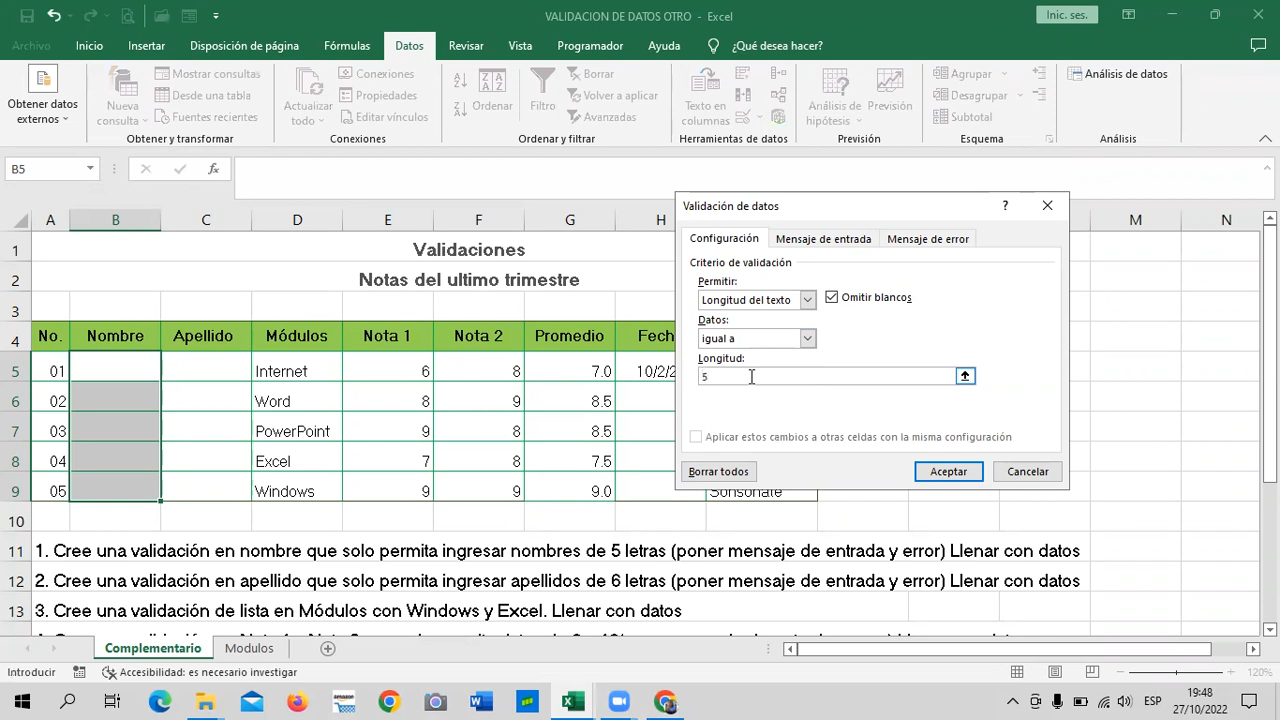 VALIDACION DE DATOS OTRO - Excel
Inic. ses.
Archivo Inicio Insertar Disposición de página Fórmulas Datos Revisar Vista Programador Ayuda ¿Qué desea hacer?
Obtener datos externos
Nueva consulta
Mostrar consultas
Desde una tabla
Fuentes recientes
Actualizar todo
Conexiones
Propiedades
Editar vínculos
Ordenar
Filtro
Borrar
Volver a aplicar
Avanzadas
Texto en columnas
Análisis de hipótesis
Previsión
Agrupar
Desagrupar
Subtotal
Análisis de datos
Obtener y transformar Conexiones Ordenar y filtrar Herramientas de datos Previsión Esquema Análisis
B5 fx
A B C D E F G H M N
1 Validaciones
2 Notas del ultimo trimestre
3
4 No. Nombre Apellido Módulos Nota 1 Nota 2 Promedio Fech
5 01 Internet 6 8 7.0 10/2/2
6 02 Word 8 9 8.5
7 03 PowerPoint 9 8 8.5
8 04 Excel 7 8 7.5
9 05 Windows 9 9 9.0 Sonsonate
10
11 1. Cree una validación en nombre que solo permita ingresar nombres de 5 letras (poner mensaje de entrada y error) Llenar con datos
12 2. Cree una validación en apellido que solo permita ingresar apellidos de 6 letras (poner mensaje de entrada y error) Llenar con datos
13 3. Cree una validación de lista en Módulos con Windows y Excel. Llenar con datos
Validación de datos ?
Configuración Mensaje de entrada Mensaje de error
Criterio de validación
Permitir:
Longitud del texto Omitir blancos
Datos:
igual a
Longitud:
5
Aplicar estos cambios a otras celdas con la misma configuración
Borrar todos Aceptar Cancelar
Complementario Modulos
Introducir Accesibilidad: es necesario investigar 120%
amazon
ESP
19:48
27/10/2022